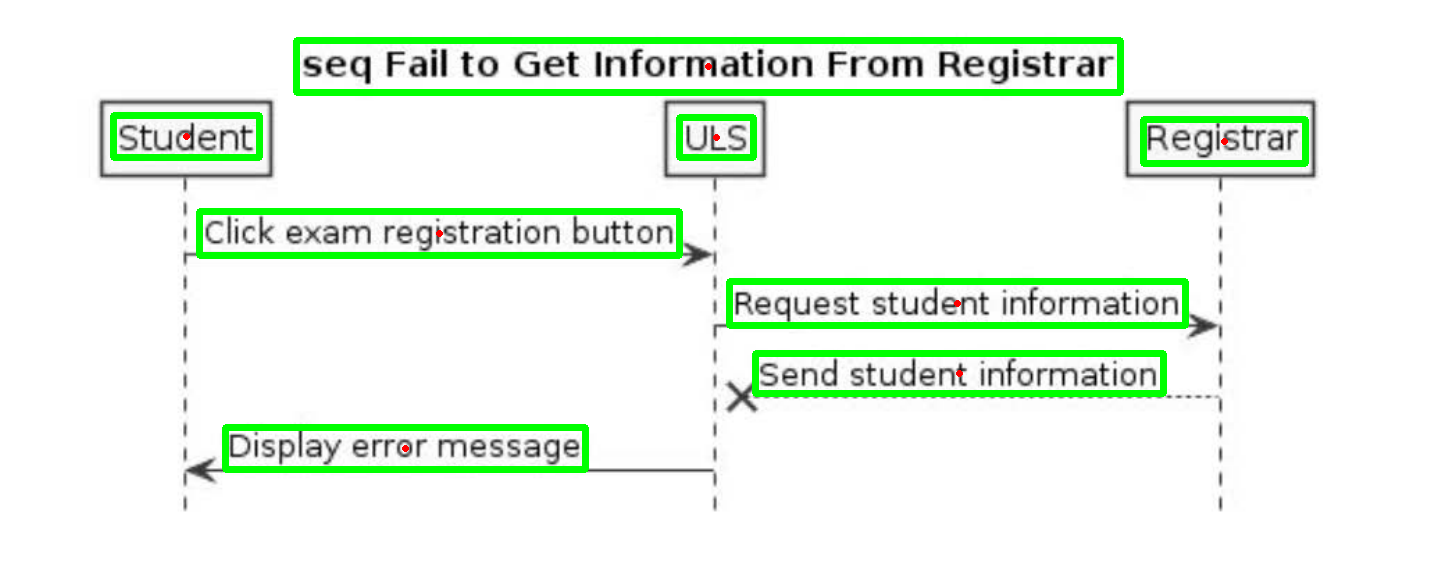 seq Fail to Get Information From Registrar
Student ULS Registrar
Click exam registration button
Request student information
Send student information
Display error message